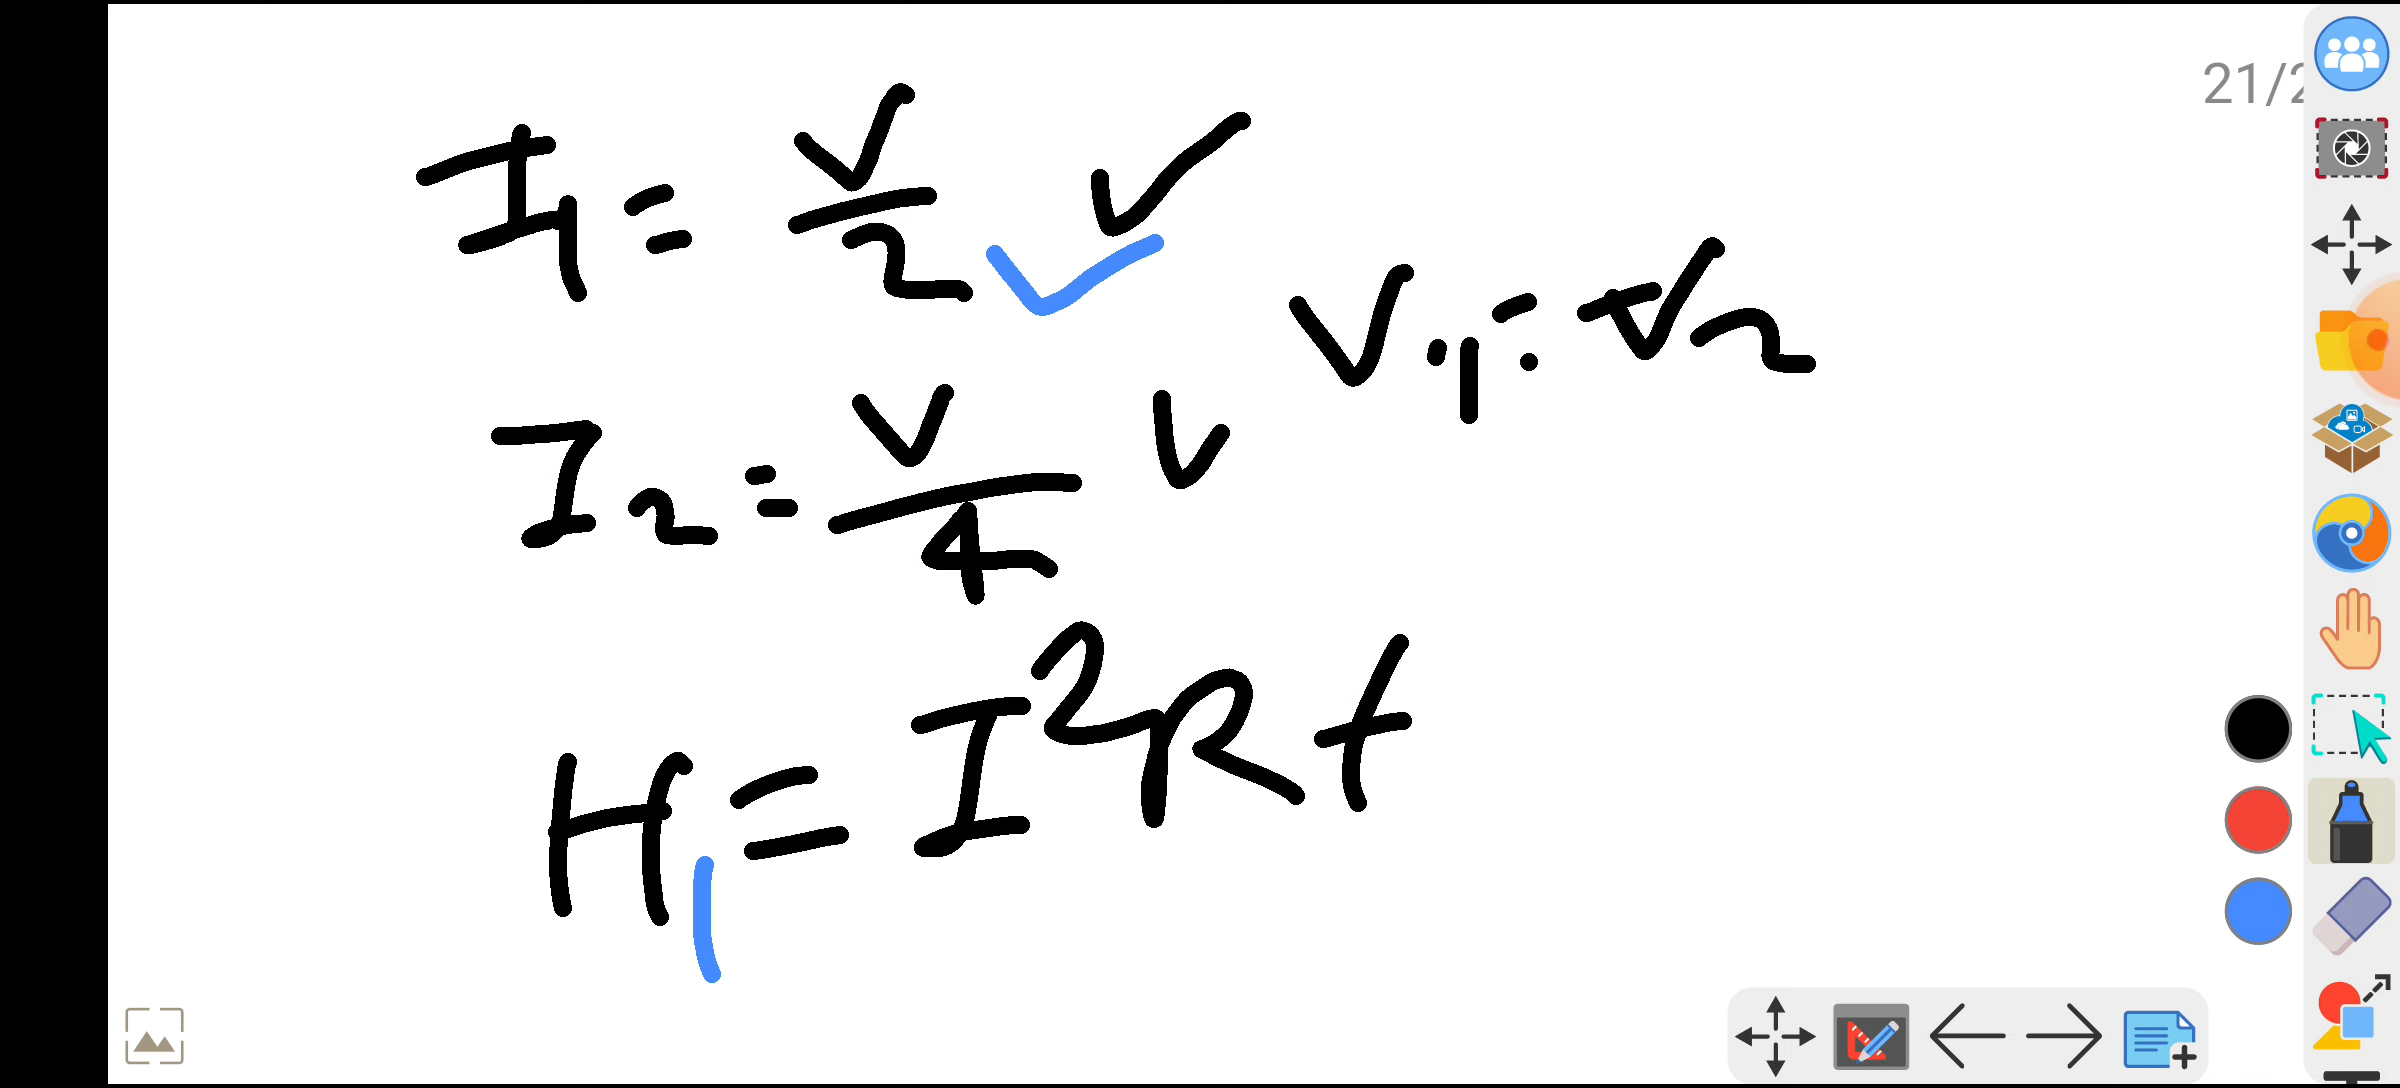 21/2
I₁ = V/2 ✓ ✓
V₁ = V₂
I₂ = V/4 ✓
H₁ = I²Rt